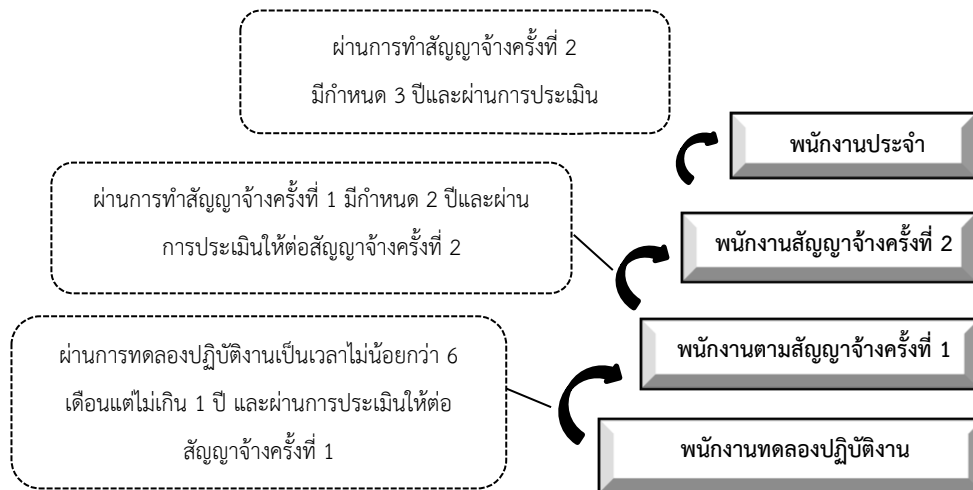 ผ่านการทำสัญญาจ้างครั้งที่ 2
มีกำหนด 3 ปีและผ่านการประเมิน
พนักงานประจำ
ผ่านการทำสัญญาจ้างครั้งที่ 1 มีกำหนด 2 ปีและผ่าน
การประเมินให้ต่อสัญญาจ้างครั้งที่ 2
พนักงานสัญญาจ้างครั้งที่ 2
ผ่านการทดลองปฏิบัติงานเป็นเวลาไม่น้อยกว่า 6
เดือนแต่ไม่เกิน 1 ปี และผ่านการประเมินให้ต่อ
สัญญาจ้างครั้งที่ 1
พนักงานตามสัญญาจ้างครั้งที่ 1
พนักงานทดลองปฏิบัติงาน